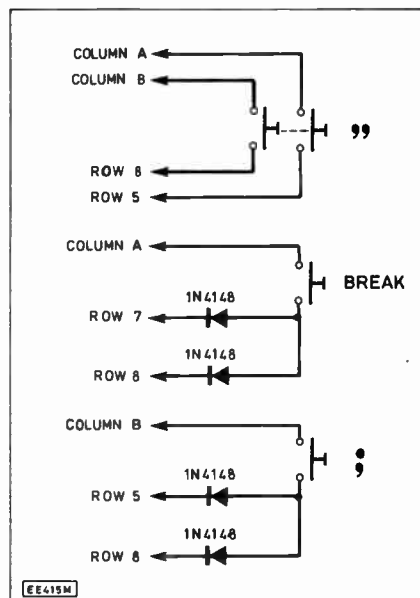 COLUMN A
COLUMN B
ROW 8
ROW 5
”
COLUMN A
BREAK
1N4148
ROW 7
1N4148
ROW 8
COLUMN B
;
1N4148
ROW 5
1N4148
ROW 8
EE415M